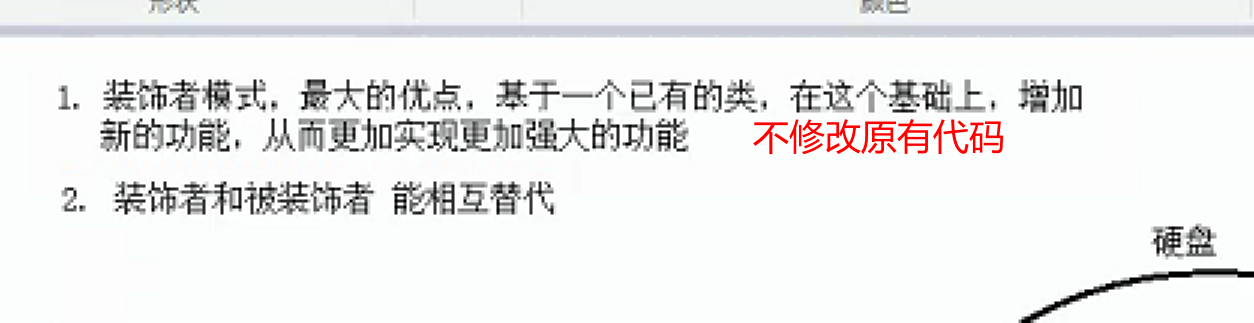 形状 颜色
1. 装饰者模式，最大的优点，基于一个已有的类，在这个基础上，增加
新的功能，从而更加实现更加强大的功能 不修改原有代码
2. 装饰者和被装饰者 能相互替代
硬盘